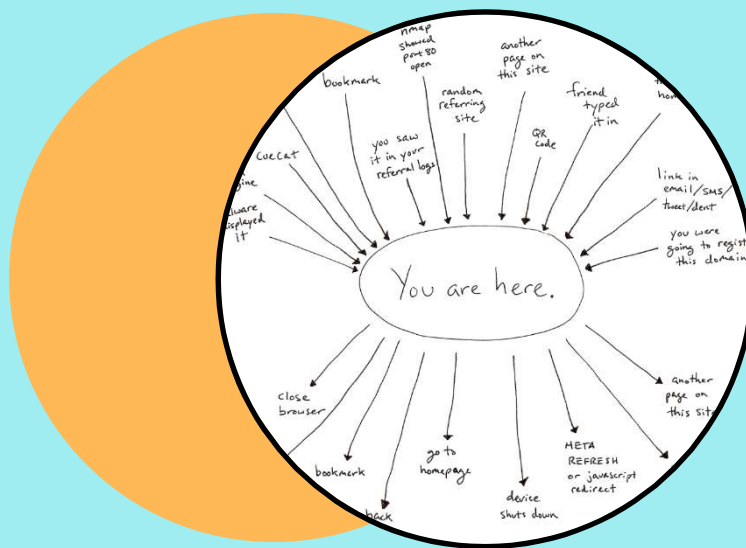 nmap
showed
port 80
open
another
page on
this site
bookmark
random
referring
site
friend
typed
it in
CueCat
you saw
it in your
referral logs
QR
code
link in
email/SMS/
tweet/dent
displayed
it
you were
going to
this domain
You are here.
close
browser
bookmark
back
go to
homepage
device
shuts down
META
REFRESH
or javascript
redirect
another
page on
this site